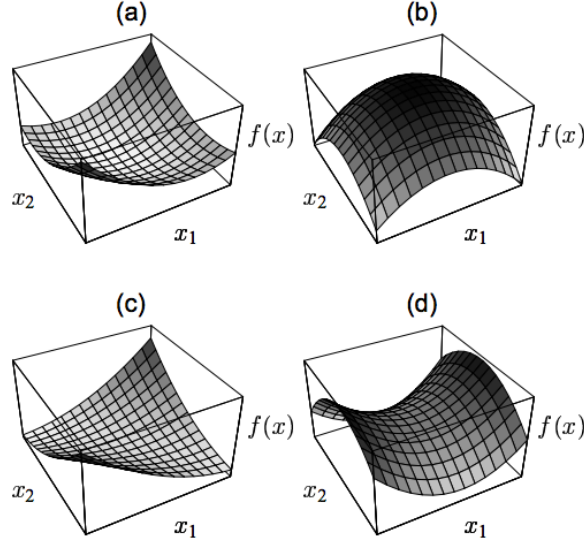 (a)
(b)
f(x)
x₂
x₁
f(x)
x₂
x₁
(c)
(d)
f(x)
x₂
x₁
f(x)
x₂
x₁